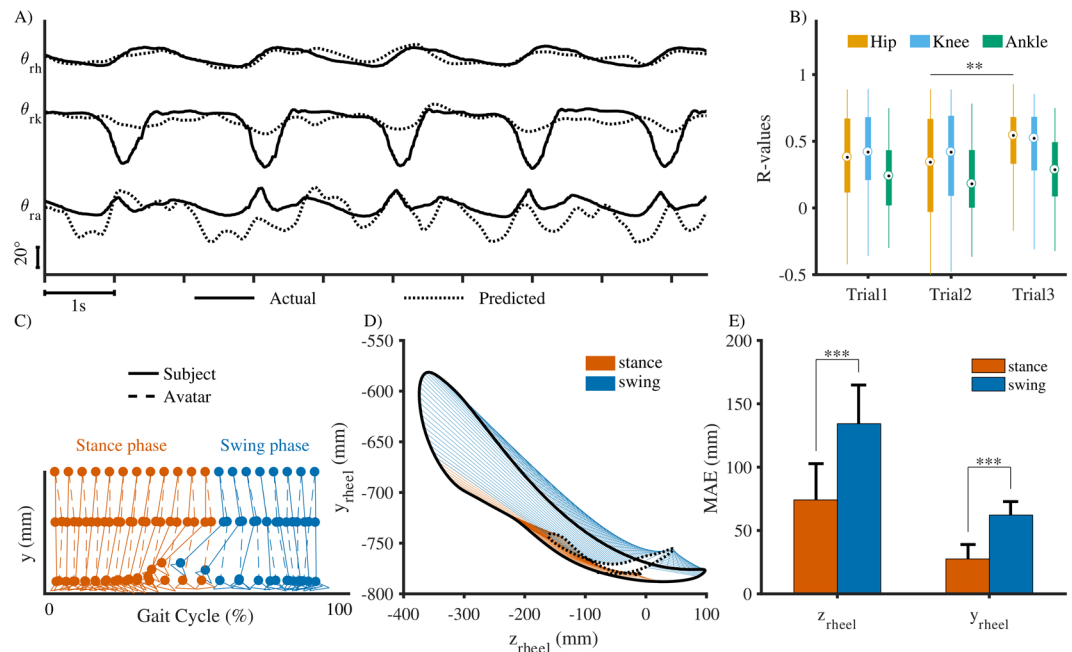 A)
θrh
θrk
θra
20°
1s
Actual
Predicted
B)
Hip
Knee
Ankle
**
1
0.5
0
-0.5
R-values
Trial1
Trial2
Trial3
C)
Subject
Avatar
Stance phase
Swing phase
y (mm)
0
100
Gait Cycle (%)
D)
-550
-600
-650
-700
-750
-800
yrheel (mm)
stance
swing
-400
-300
-200
-100
0
100
zrheel (mm)
E)
200
150
100
50
0
MAE (mm)
***
***
stance
swing
zrheel
yrheel